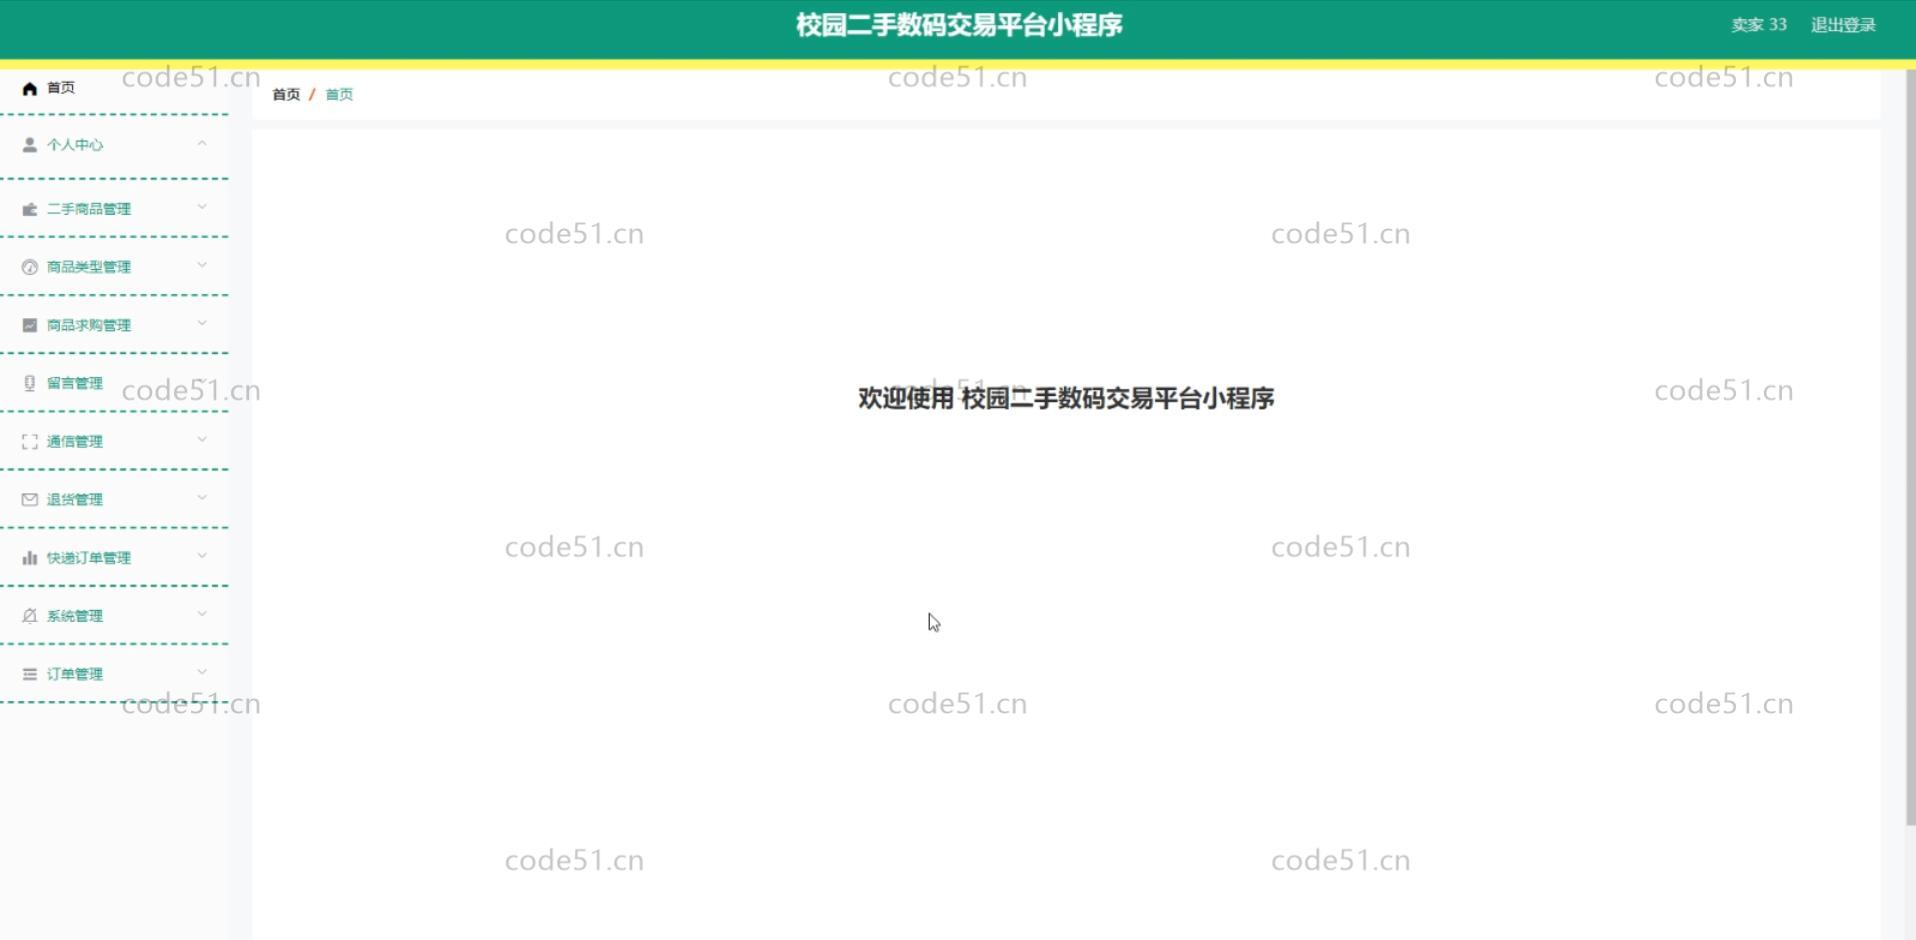 校园二手数码交易平台小程序
卖家 33 退出登录
code51.cn code51.cn code51.cn
首页
首页 / 首页
个人中心
二手商品管理
code51.cn code51.cn
商品类型管理
商品求购管理
留言管理
code51.cn code51.cn code51.cn
欢迎使用 校园二手数码交易平台小程序
通信管理
退货管理
code51.cn code51.cn
快递订单管理
系统管理
订单管理
code51.cn code51.cn code51.cn
code51.cn code51.cn